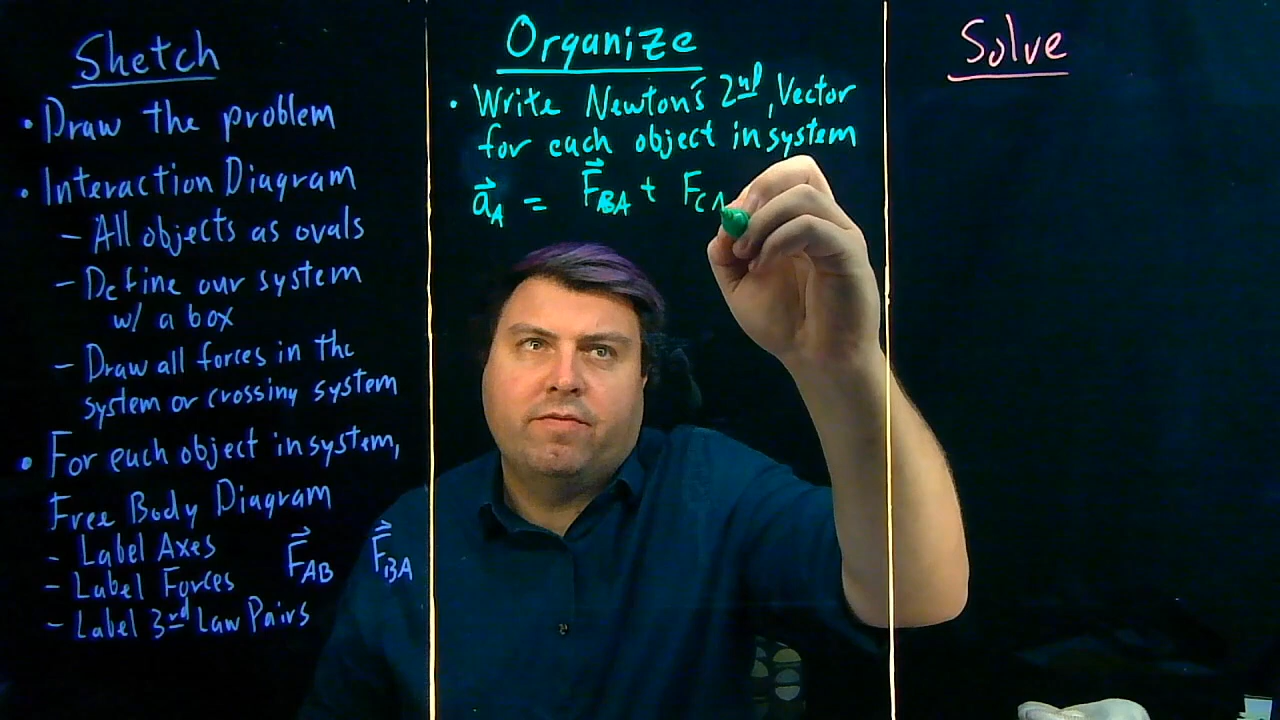 Sketch
• Draw the problem
• Interaction Diagram
- All objects as ovals
- Define our system
w/ a box
- Draw all forces in the
system or crossing system
• For each object in system,
Free Body Diagram
- Label Axes
- Label Forces
- Label 3rd Law Pairs
F⃗AB F⃗BA
Organize
• Write Newton's 2nd, Vector
for each object in system
a⃗A = F⃗BA + FCA
Solve